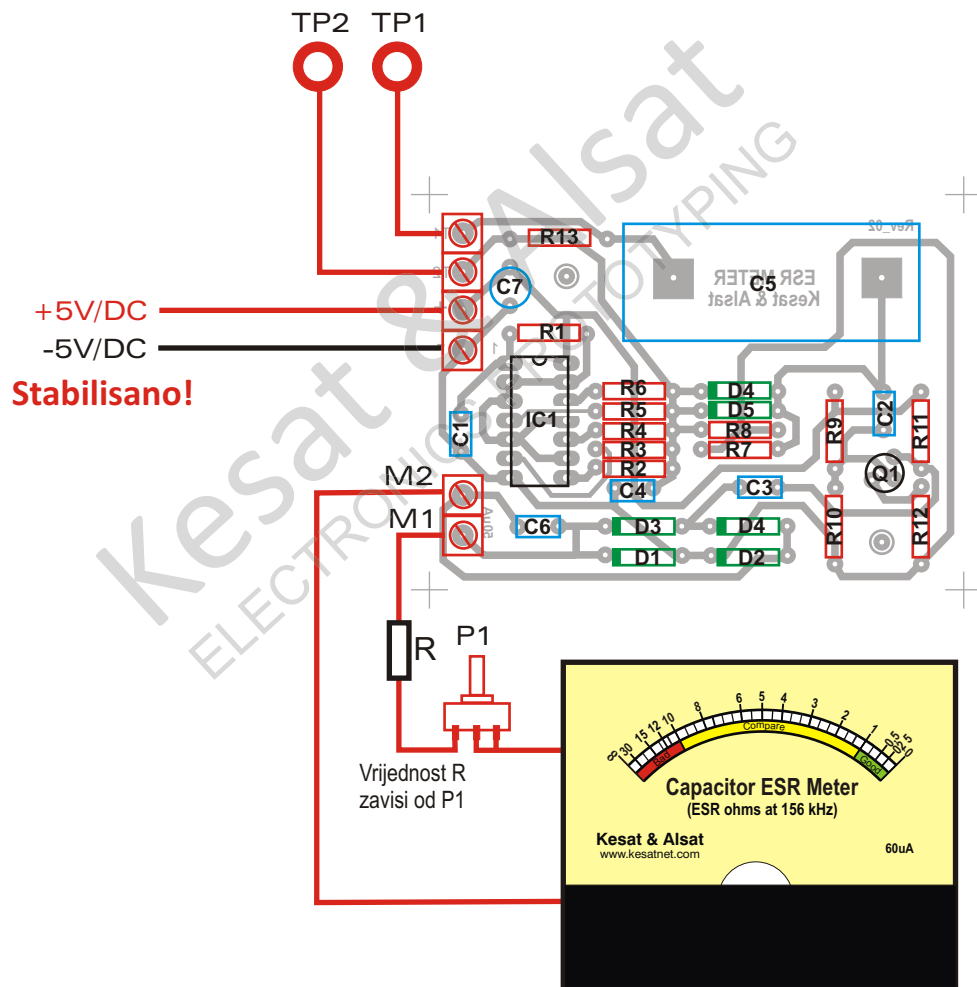 TP2 TP1
Kesat & Alsat
ELECTRONICS PROTOTYPING
Rev_02
R13
ESR METER
Kesat & Alsat
C5
C7
+5V/DC
-5V/DC
Stabilisano!
R1
1
IC1
C1
R6
R5
R4
R3
R2
D4
D5
R8
R7
R9
C2
R11
Q1
M2
M1
C4
C3
C6
D3
D4
D1
D2
R10
R12
R
P1
Vrijednost R
zavisi od P1
∞ 30 15 12 10 8 6 5 4 3 2 1 0.5 0
Bad Compare Good
Capacitor ESR Meter
(ESR ohms at 156 kHz)
Kesat & Alsat
www.kesatnet.com
60uA